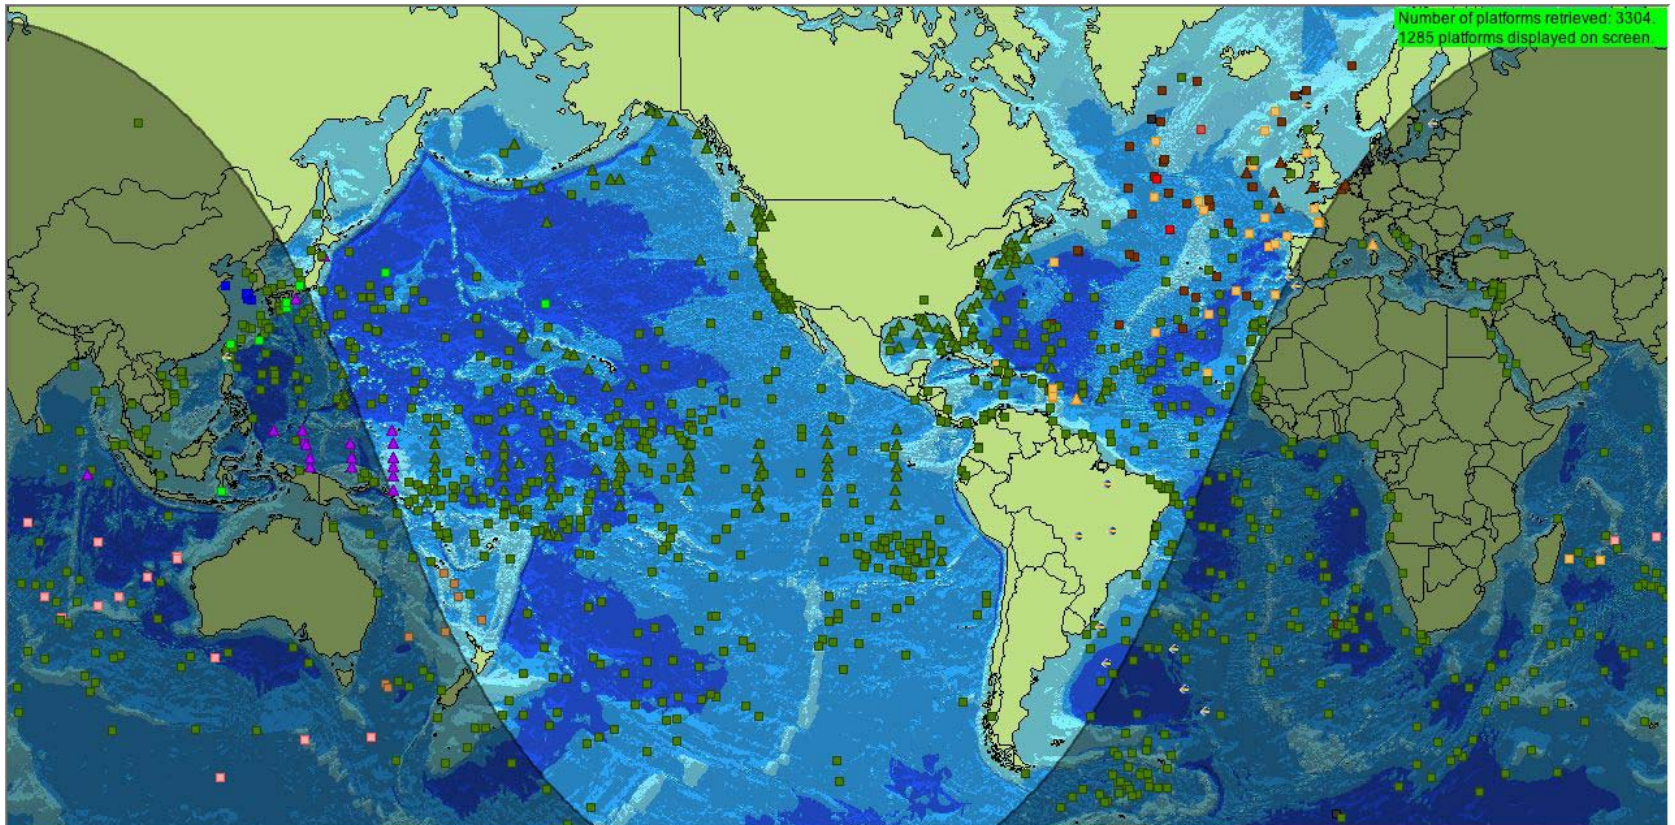 Number of platforms retrieved: 3304.
1285 platforms displayed on screen.